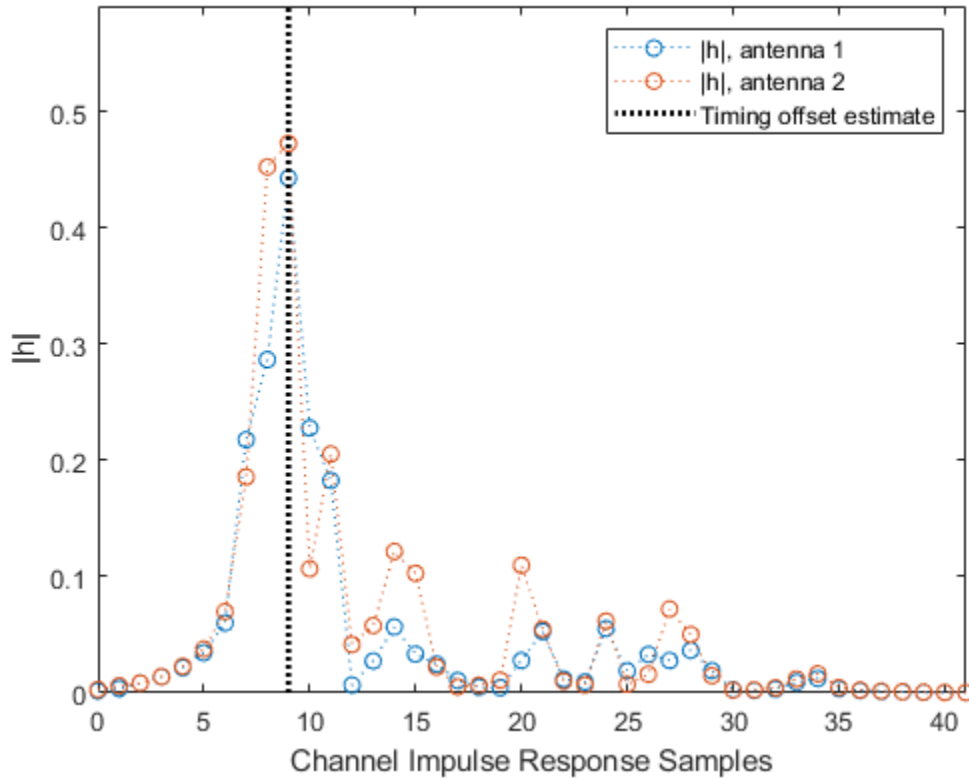 |h|, antenna 1
|h|, antenna 2
Timing offset estimate
0.5
0.4
0.3
0.2
0.1
0
|h|
0 5 10 15 20 25 30 35 40
Channel Impulse Response Samples